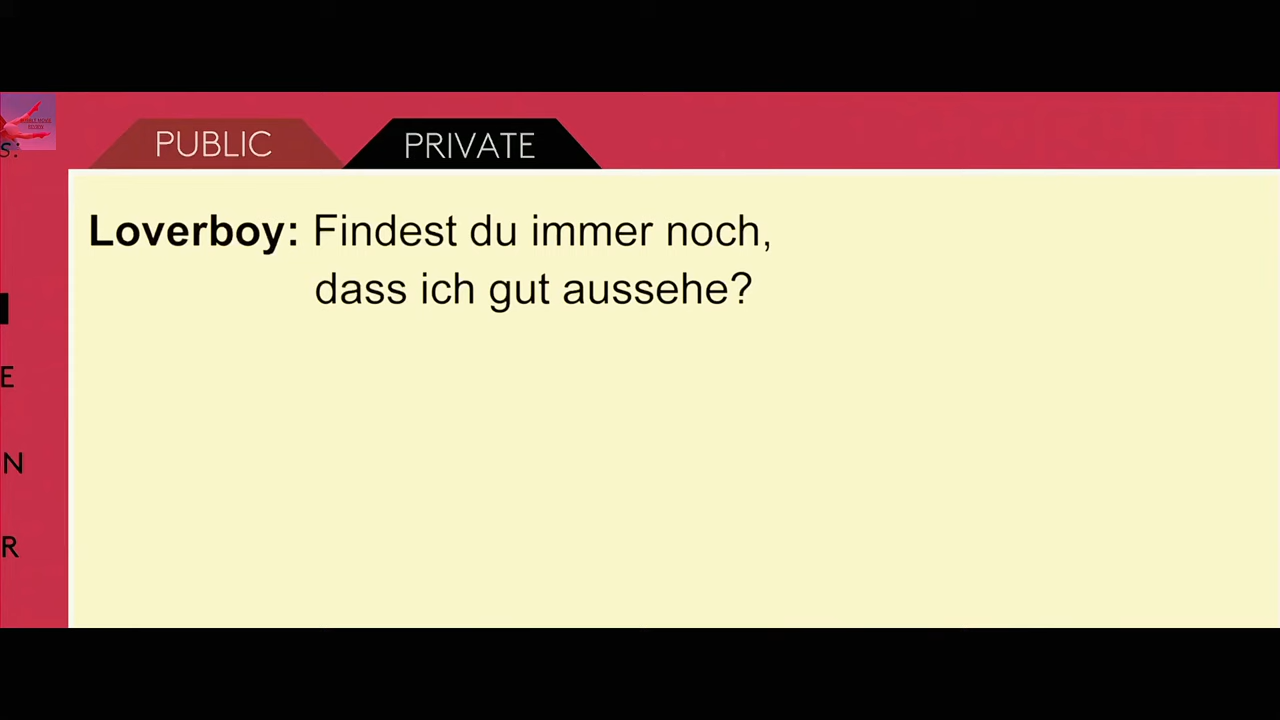 PUBLIC PRIVATE
s:
Loverboy: Findest du immer noch,
dass ich gut aussehe?
E
N
R